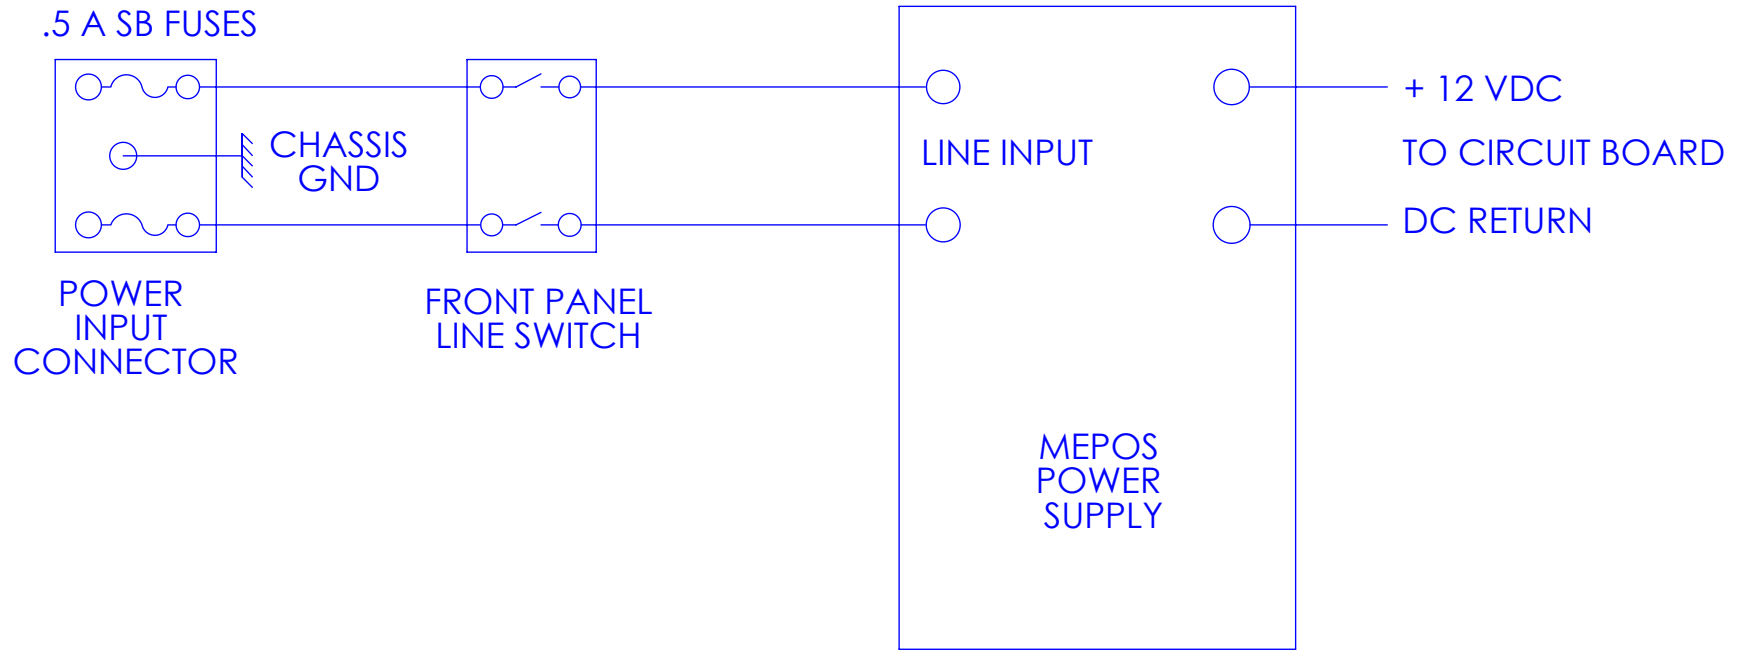 .5 A SB FUSES
CHASSIS
GND
POWER
INPUT
CONNECTOR
FRONT PANEL
LINE SWITCH
LINE INPUT
MEPOS
POWER
SUPPLY
+ 12 VDC
TO CIRCUIT BOARD
DC RETURN